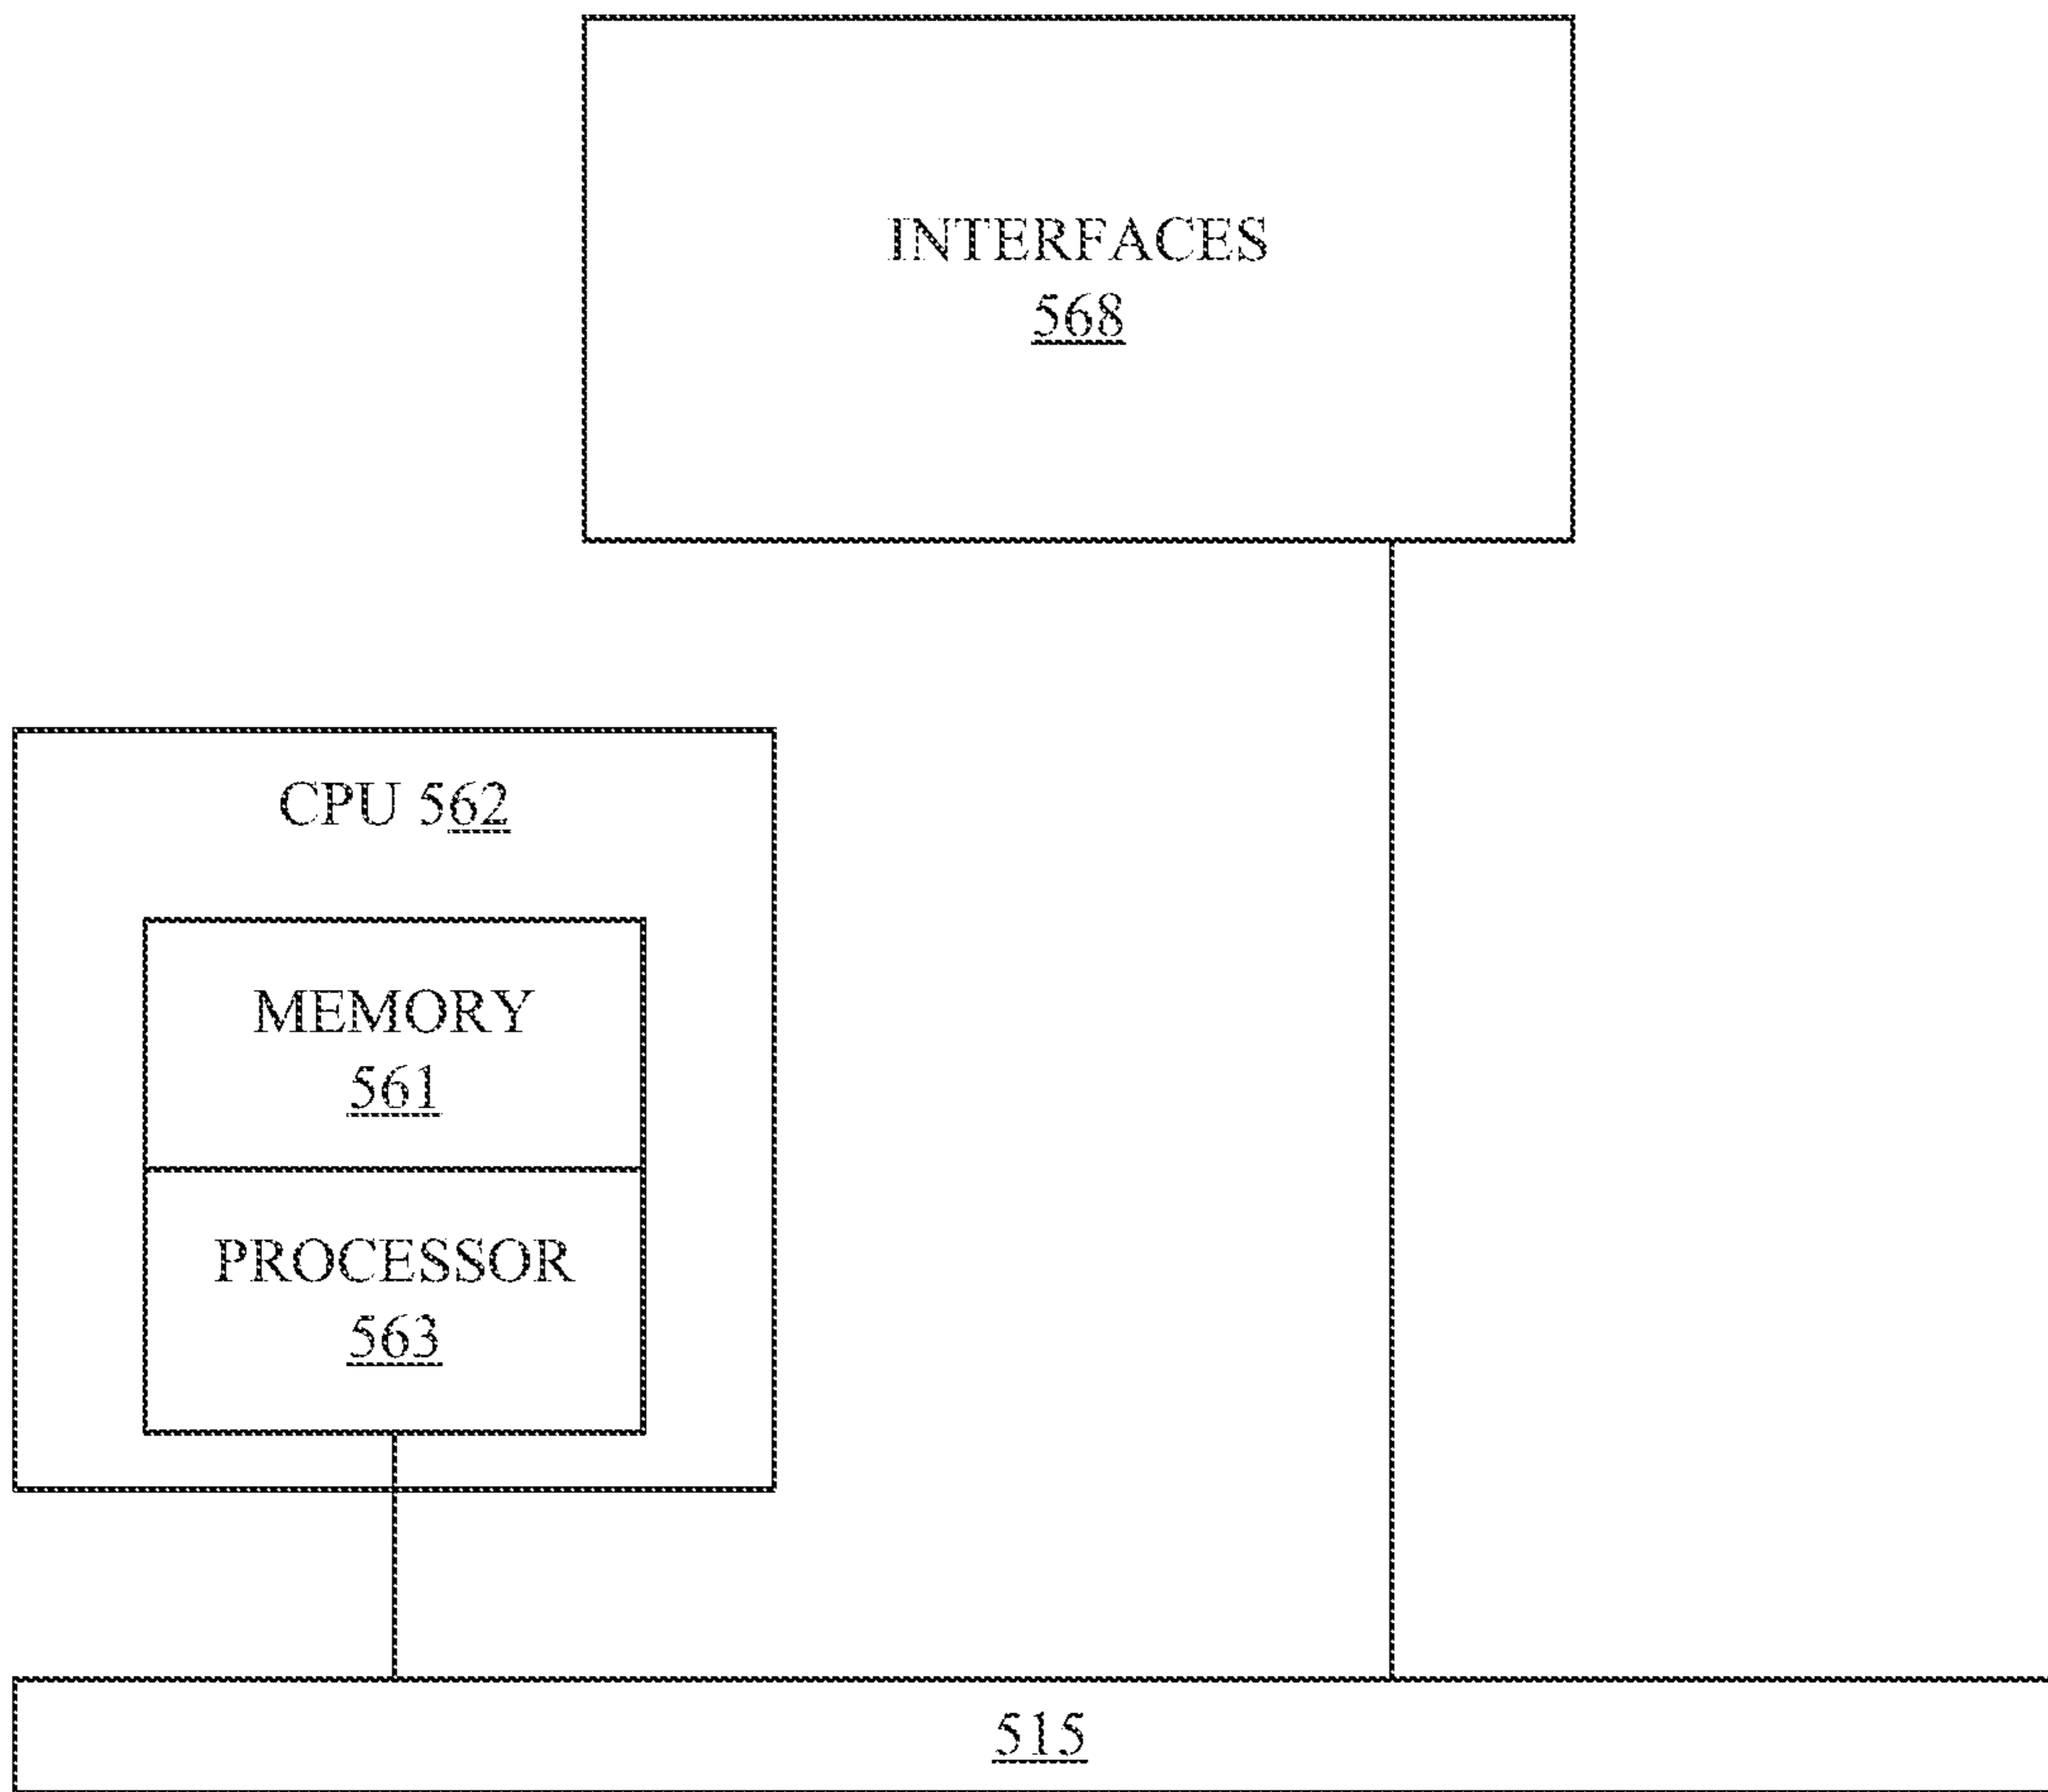 INTERFACES
568
CPU 562
MEMORY
561
PROCESSOR
563
515